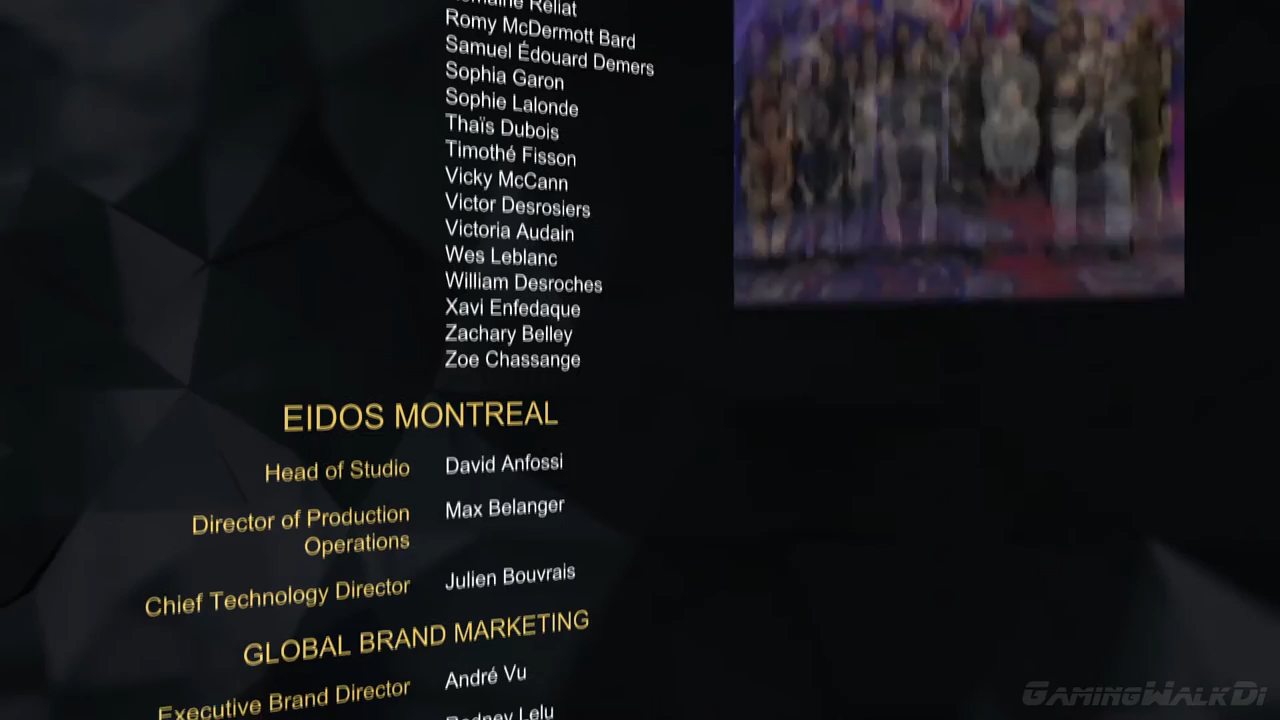 Romy McDermott Bard
Samuel Édouard Demers
Sophia Garon
Sophie Lalonde
Thaïs Dubois
Timothé Fisson
Vicky McCann
Victor Desrosiers
Victoria Audain
Wes Leblanc
William Desroches
Xavi Enfedaque
Zachary Belley
Zoe Chassange
EIDOS MONTREAL
Head of Studio David Anfossi
Director of Production Max Belanger
Operations
Chief Technology Director Julien Bouvrais
GLOBAL BRAND MARKETING
Executive Brand Director André Vu
Rodney Lelu
GamingWalkDi